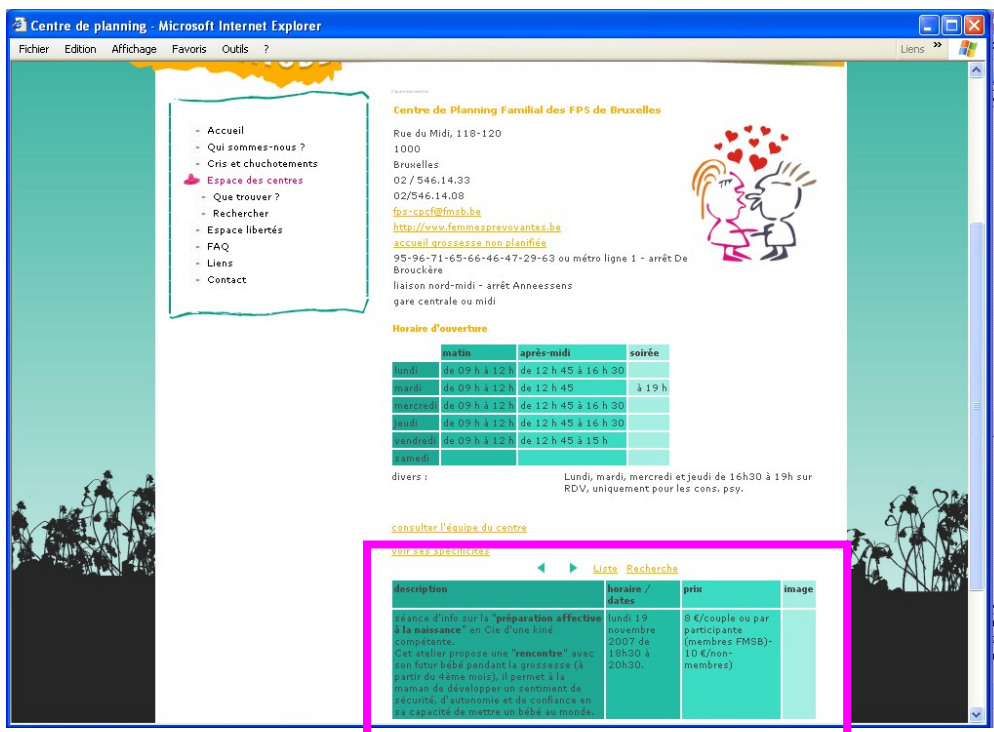 Centre de planning - Microsoft Internet Explorer
Fichier Edition Affichage Favoris Outils ?
Liens »
- Accueil
- Qui sommes-nous ?
- Cris et chuchotements
Espace des centres
- Que trouver ?
- Rechercher
- Espace libertés
- FAQ
- Liens
- Contact
Centre de Planning Familial des FPS de Bruxelles
Rue du Midi, 118-120
1000
Bruxelles
02 / 546.14.33
02/546.14.08
fps-cpcf@fmsb.be
http://www.femmesprevoyantes.be
accueil grossesse non planifiée
95-96-71-65-66-46-47-29-63 ou métro ligne 1 - arrêt De
Brouckère
liaison nord-midi - arrêt Anneessens
gare centrale ou midi
Horaire d'ouverture
matin après-midi soirée
lundi de 09 h à 12 h de 12 h 45 à 16 h 30
mardi de 09 h à 12 h de 12 h 45 à 19 h
mercredi de 09 h à 12 h de 12 h 45 à 16 h 30
jeudi de 09 h à 12 h de 12 h 45 à 16 h 30
vendredi de 09 h à 12 h de 12 h 45 à 15 h
samedi
divers : Lundi, mardi, mercredi et jeudi de 16h30 à 19h sur
RDV, uniquement pour les cons. psy.
consulter l'équipe du centre
voir ses spécificités
Liste Recherche
description horaire / dates prix image
séance d'info sur la "préparation affective
à la naissance" en Cie d'une kiné
compétente.
Cet atelier propose une "rencontre" avec
son futur bébé pendant la grossesse (à
partir du 4ème mois), il permet à la
maman de développer un sentiment de
sécurité, d'autonomie et de confiance en
sa capacité de mettre un bébé au monde.
lundi 19
novembre
2007 de
18h30 à
20h30.
8 €/couple ou par
participante
(membres FMSB)-
10 €/non-
membres)